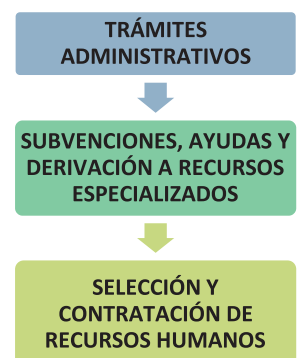 TRÁMITES
ADMINISTRATIVOS
SUBVENCIONES, AYUDAS Y
DERIVACIÓN A RECURSOS
ESPECIALIZADOS
SELECCIÓN Y
CONTRATACIÓN DE
RECURSOS HUMANOS